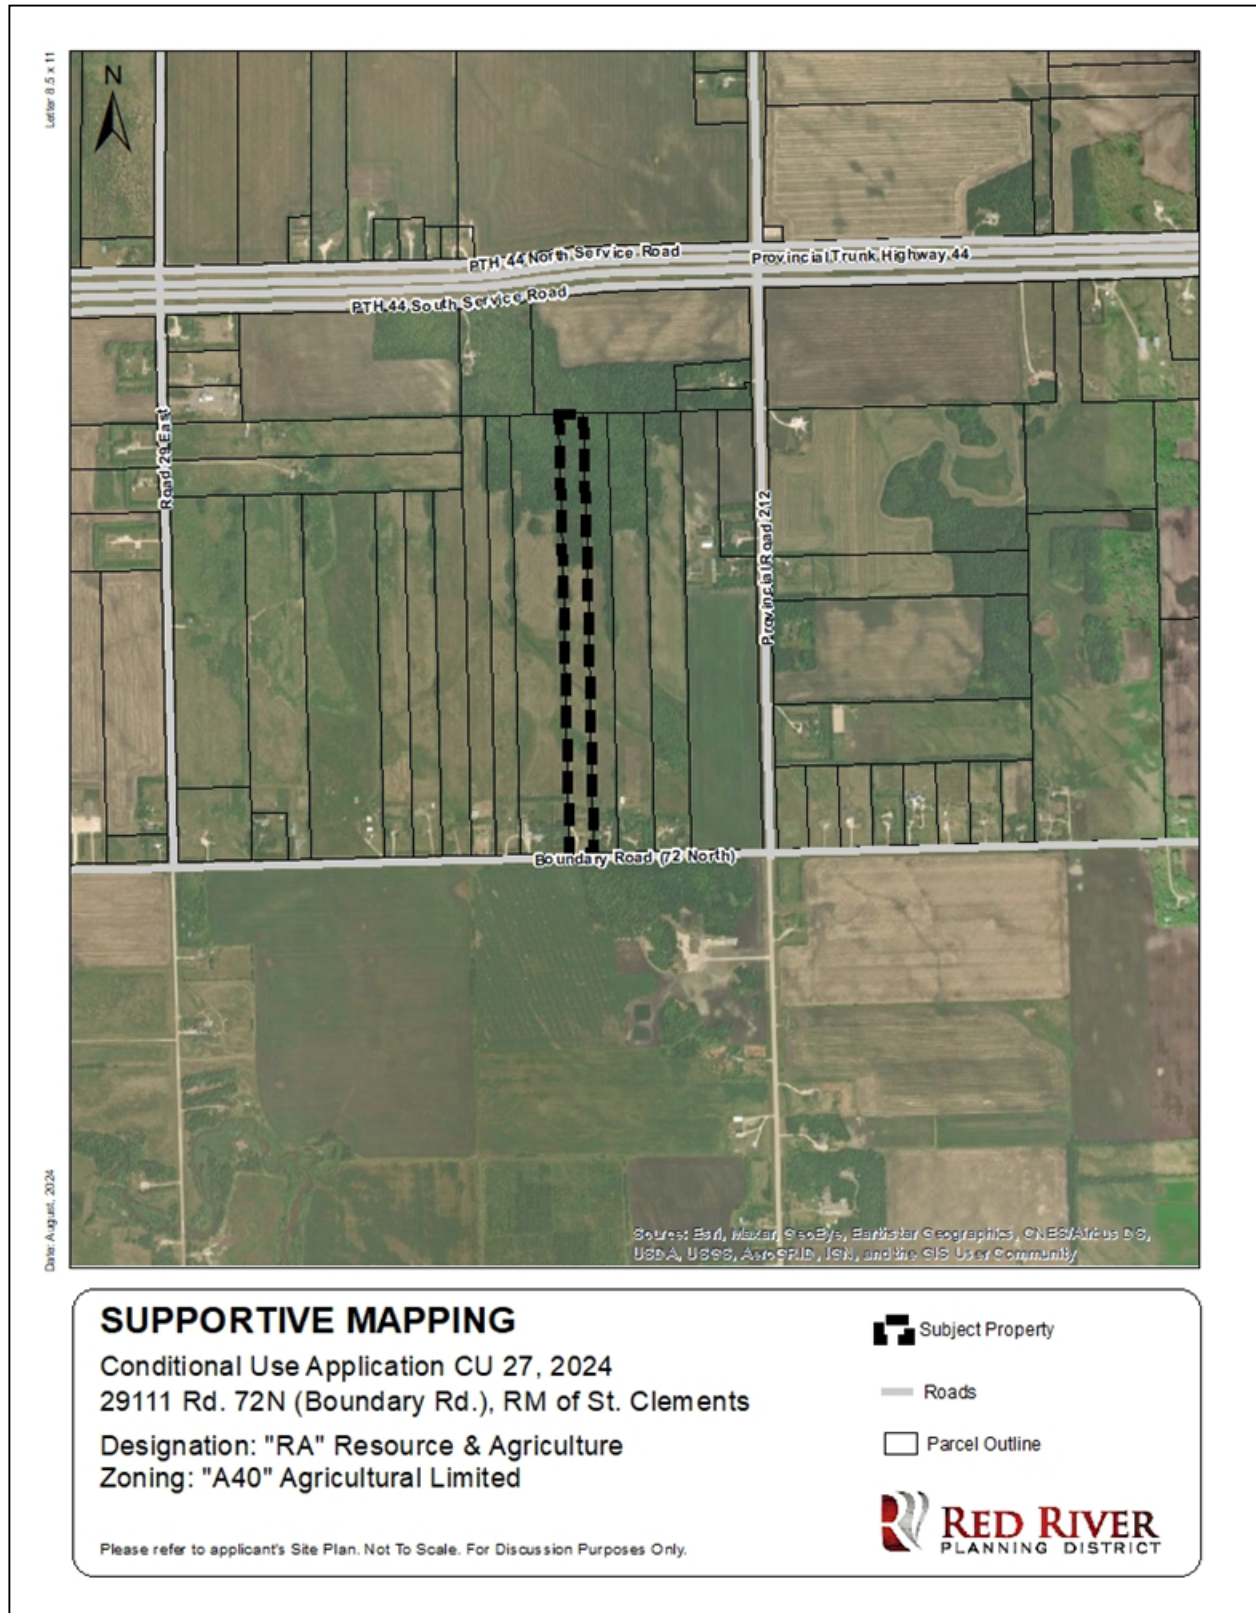 Letter 8.5 x 11
N
PTH 44 North Service Road
Provincial Trunk Highway 44
PTH 44 South Service Road
Road 29 East
Provincial Road 212
Boundary Road (72 North)
Date: August, 2024
Source: Esri, Maxar, GeoEye, Earthstar Geographics, CNES/Airbus DS,
USDA, USGS, AeroGRID, IGN, and the GIS User Community
SUPPORTIVE MAPPING
Conditional Use Application CU 27, 2024
29111 Rd. 72N (Boundary Rd.), RM of St. Clements
Designation: "RA" Resource & Agriculture
Zoning: "A40" Agricultural Limited
Please refer to applicant's Site Plan. Not To Scale. For Discussion Purposes Only.
Subject Property
Roads
Parcel Outline
RED RIVER
PLANNING DISTRICT